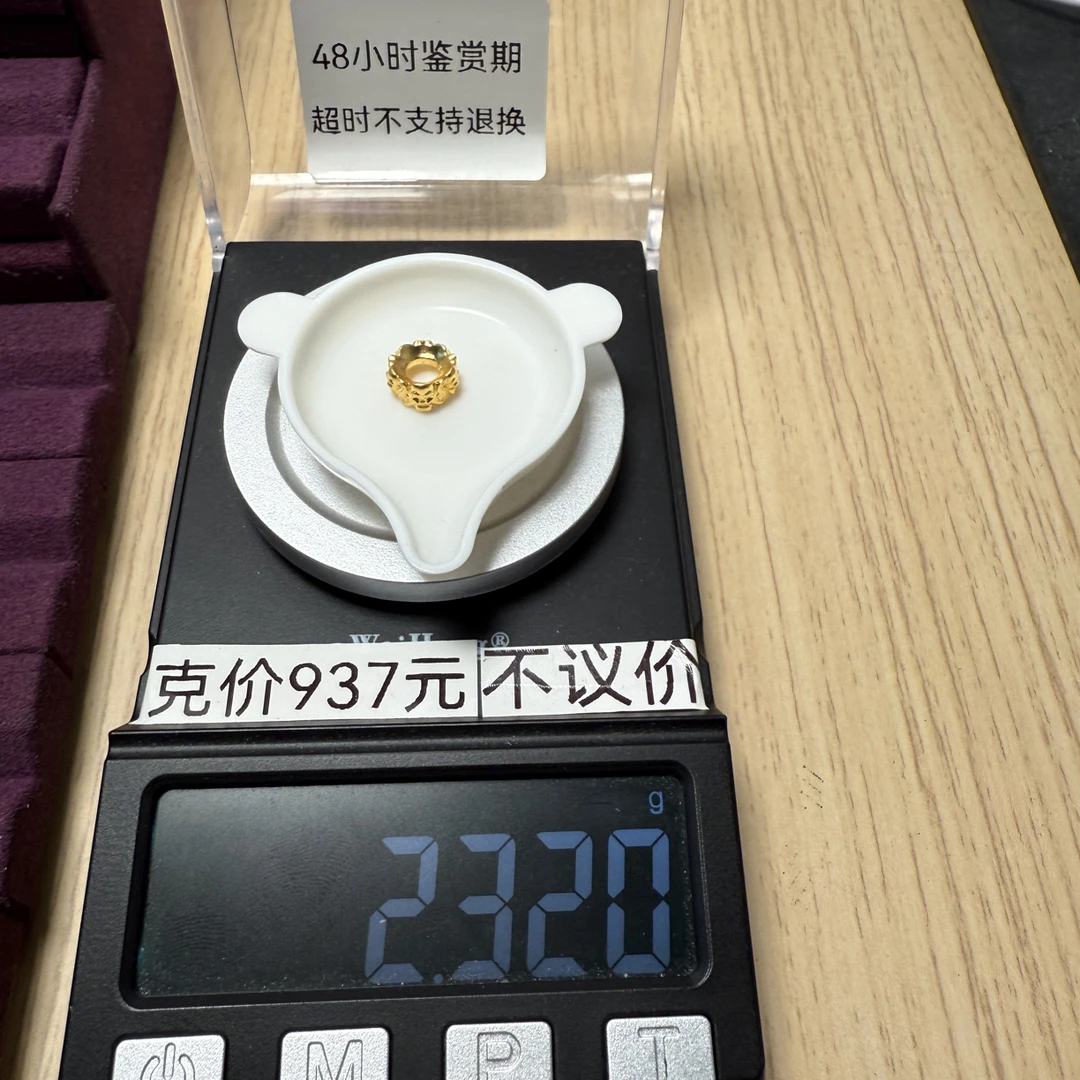 48小时鉴赏期
超时不支持退换
克价937元 不议价
g
2.320
M P T